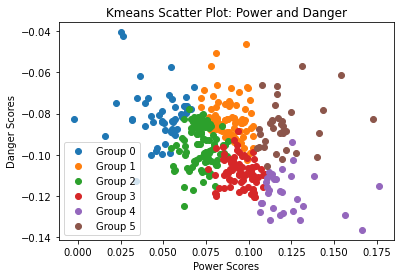 Kmeans Scatter Plot: Power and Danger
−0.04
−0.06
−0.08
−0.10
−0.12
−0.14
Danger Scores
Group 0
Group 1
Group 2
Group 3
Group 4
Group 5
0.000
0.025
0.050
0.075
0.100
0.125
0.150
0.175
Power Scores